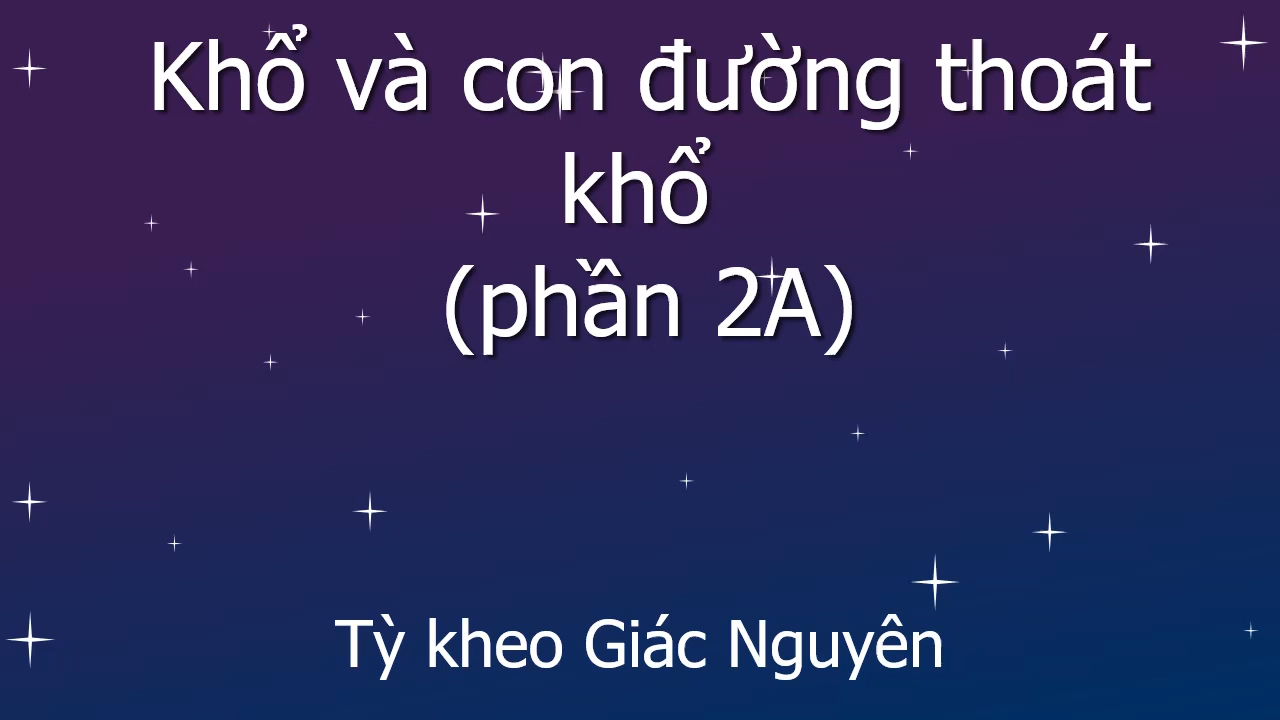 Khổ và con đường thoát
khổ
(phần 2A)
Tỳ kheo Giác Nguyên